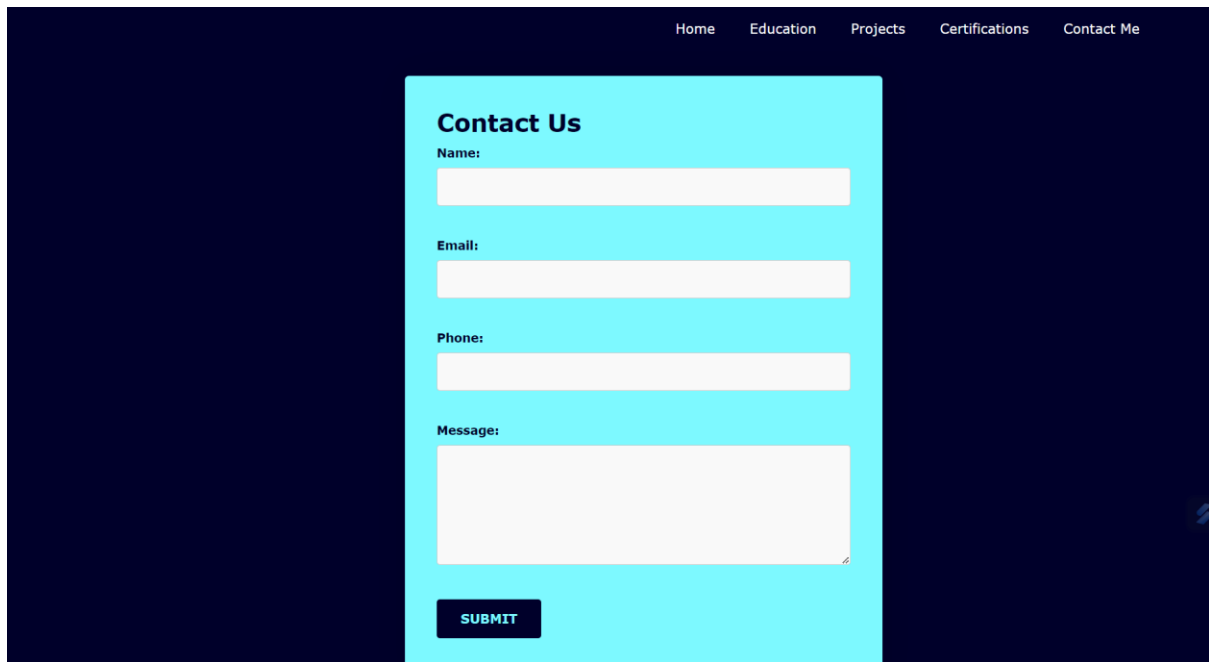 Home Education Projects Certifications Contact Me
Contact Us
Name:
Email:
Phone:
Message:
SUBMIT